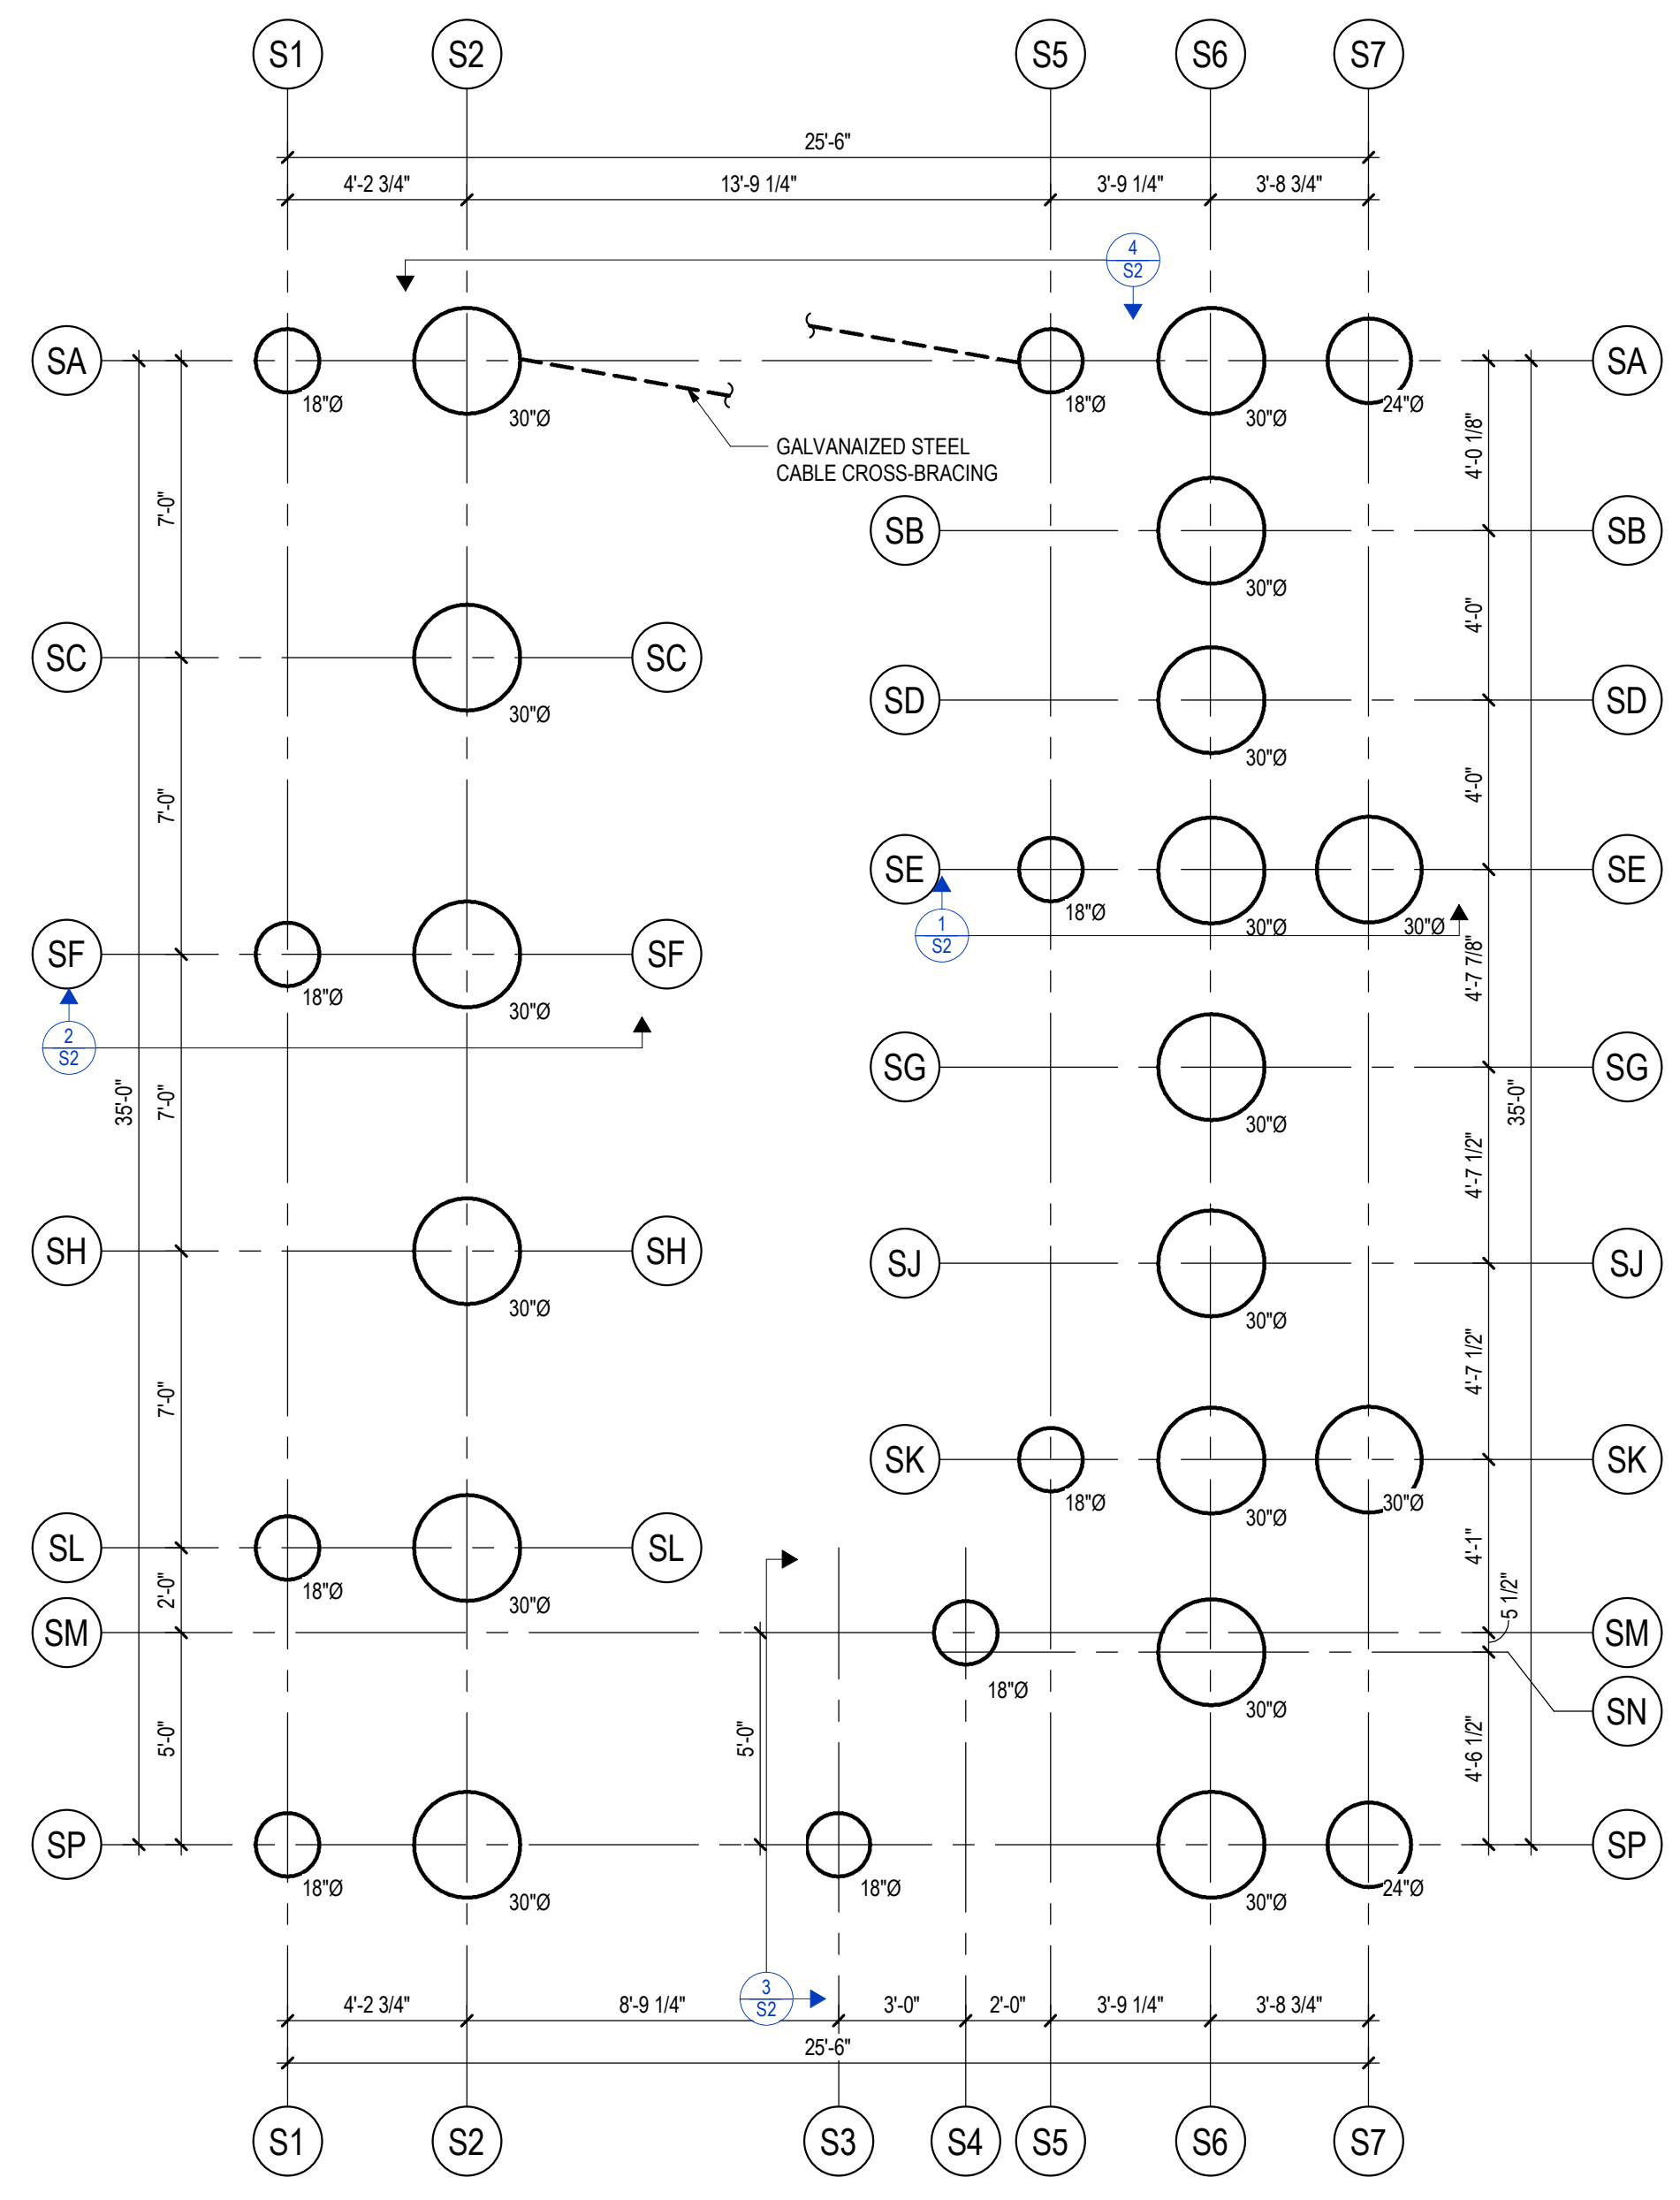 S1 S2 S5 S6 S7
25'-6"
4'-2 3/4" 13'-9 1/4" 3'-9 1/4" 3'-8 3/4"
4
S2
SA SA
18"Ø 30"Ø 18"Ø 30"Ø 24"Ø
GALVANAIZED STEEL
CABLE CROSS-BRACING
4'-0 1/8"
7'-0"
SB SB
30"Ø
4'-0"
SC SC
30"Ø
SD SD
30"Ø
7'-0"
4'-0"
SE SE
18"Ø 30"Ø 30"Ø
1
S2
SF SF
18"Ø 30"Ø
4'-7 7/8"
2
S2
SG SG
30"Ø
35'-0"
7'-0"
35'-0"
4'-7 1/2"
SH SH
30"Ø
SJ SJ
30"Ø
7'-0"
4'-7 1/2"
SK SK
18"Ø 30"Ø 30"Ø
SL SL
18"Ø 30"Ø
4'-1"
2'-0"
5 1/2"
SM SM
18"Ø 30"Ø
SN
5'-0"
5'-0"
4'-6 1/2"
SP SP
18"Ø 30"Ø 18"Ø 30"Ø 24"Ø
3
S2
4'-2 3/4" 8'-9 1/4" 3'-0" 2'-0" 3'-9 1/4" 3'-8 3/4"
25'-6"
S1 S2 S3 S4 S5 S6 S7